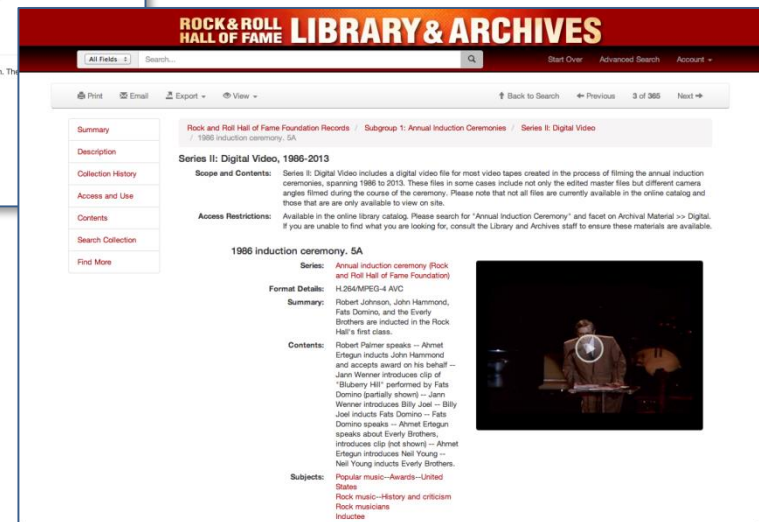 n. The
ROCK & ROLL
HALL OF FAME LIBRARY & ARCHIVES
All Fields Search... Start Over Advanced Search Account
Print Email Export View Back to Search Previous 3 of 365 Next
Summary
Description
Collection History
Access and Use
Contents
Search Collection
Find More
Rock and Roll Hall of Fame Foundation Records / Subgroup 1: Annual Induction Ceremonies / Series II: Digital Video
/ 1986 induction ceremony. 5A
Series II: Digital Video, 1986-2013
Scope and Contents: Series II: Digital Video includes a digital video file for most video tapes created in the process of filming the annual induction
ceremonies, spanning 1986 to 2013. These files in some cases include not only the edited master files but different camera
angles filmed during the course of the ceremony. Please note that not all files are currently available in the online catalog and
those that are are only available to view on site.
Access Restrictions: Available in the online library catalog. Please search for "Annual Induction Ceremony" and facet on Archival Material >> Digital.
If you are unable to find what you are looking for, consult the Library and Archives staff to ensure these materials are available.
1986 induction ceremony. 5A
Series: Annual induction ceremony (Rock
and Roll Hall of Fame Foundation)
Format Details: H.264/MPEG-4 AVC
Summary: Robert Johnson, John Hammond,
Fats Domino, and the Everly
Brothers are inducted in the Rock
Hall's first class.
Contents: Robert Palmer speaks -- Ahmet
Ertegun inducts John Hammond
and accepts award on his behalf --
Jann Wenner introduces clip of
"Bluberry Hill" performed by Fats
Domino (partially shown) -- Jann
Wenner introduces Billy Joel -- Billy
Joel inducts Fats Domino -- Fats
Domino speaks -- Ahmet Ertegun
speaks about Everly Brothers,
introduces clip (not shown) -- Ahmet
Ertegun introduces Neil Young --
Neil Young inducts Everly Brothers.
Subjects: Popular music--Awards--United
States
Rock music--History and criticism
Rock musicians
Inductee